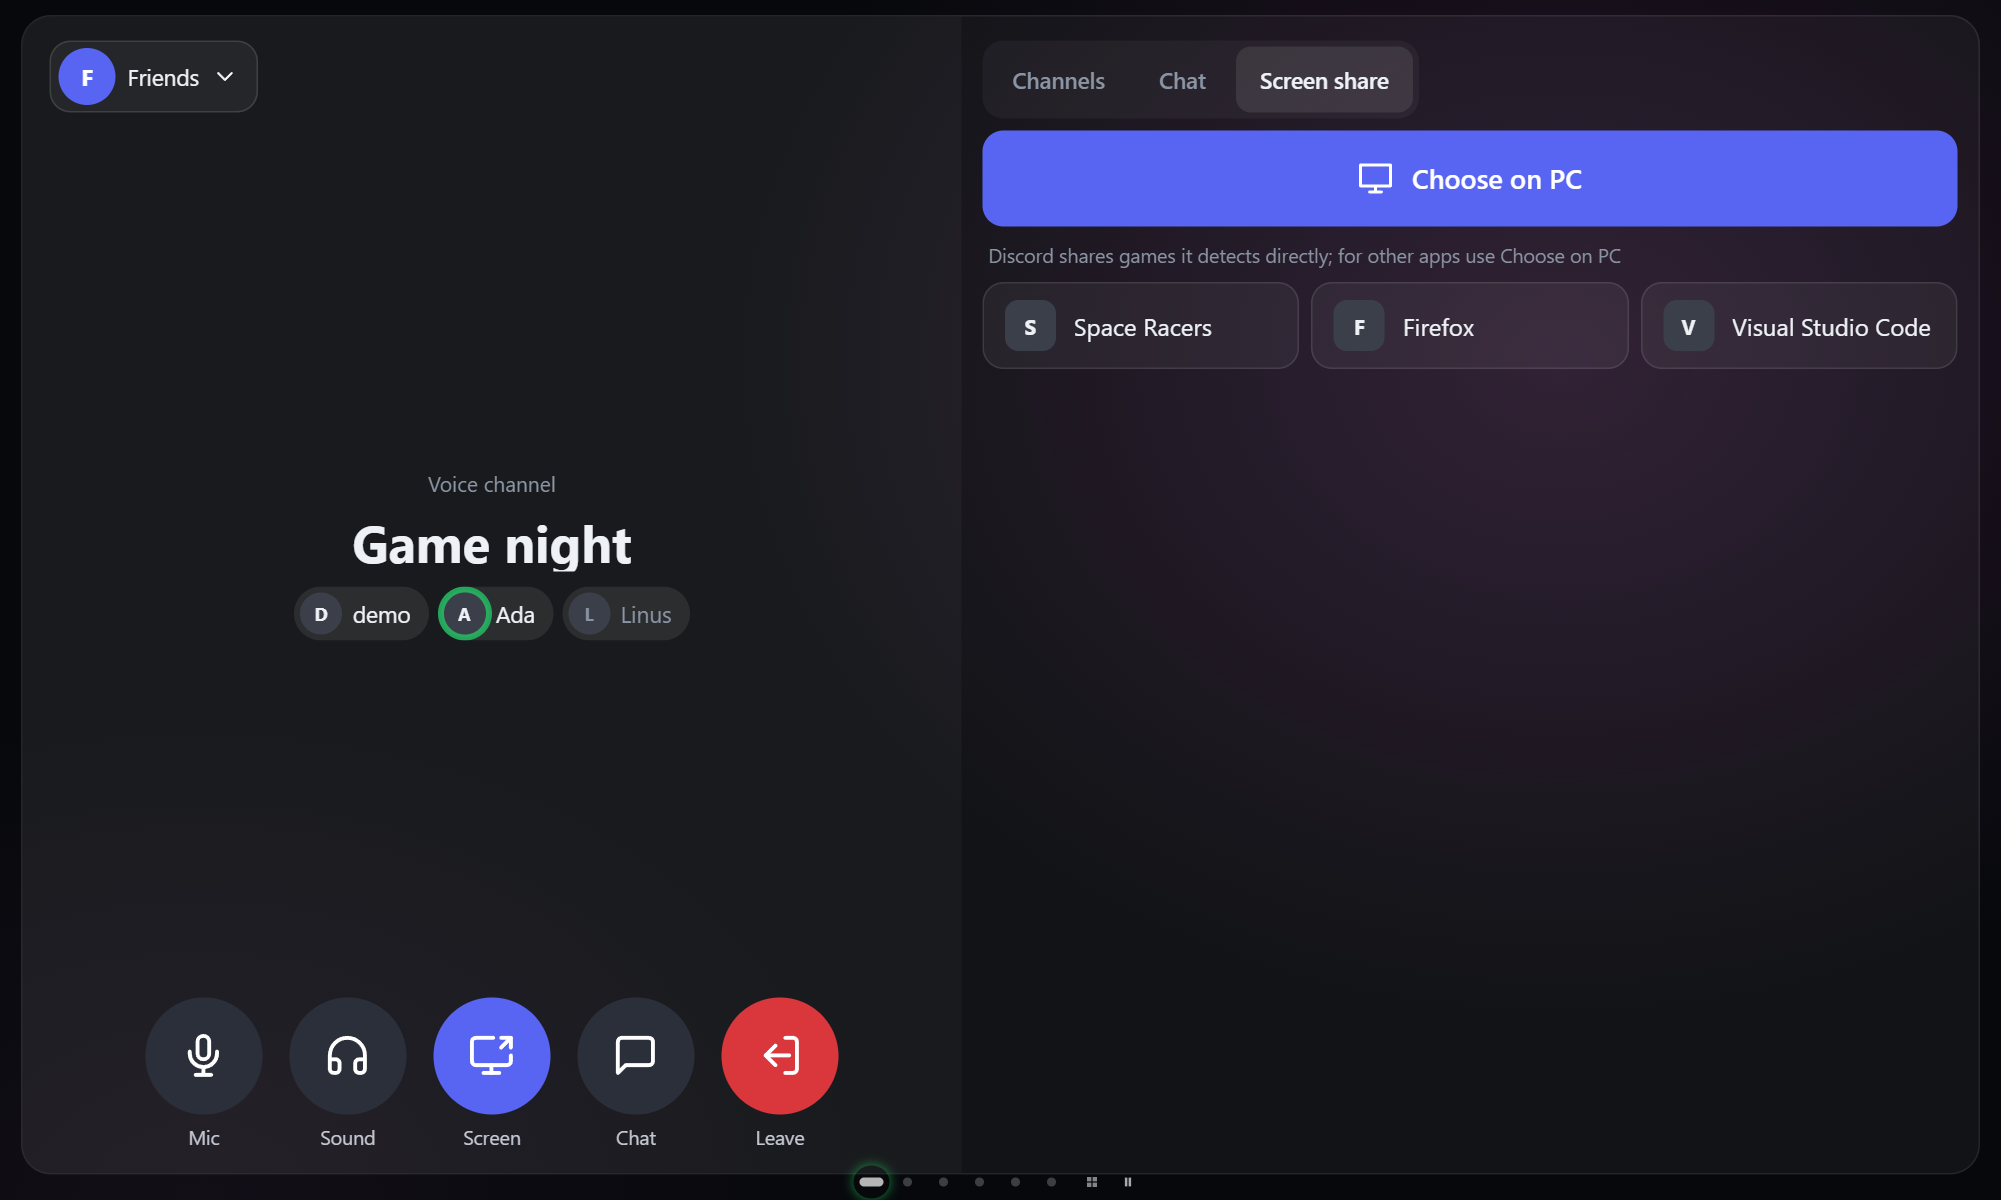 F Friends
Channels Chat Screen share
Choose on PC
Discord shares games it detects directly; for other apps use Choose on PC
S Space Racers F Firefox V Visual Studio Code
Voice channel
Game night
D demo A Ada L Linus
Mic Sound Screen Chat Leave